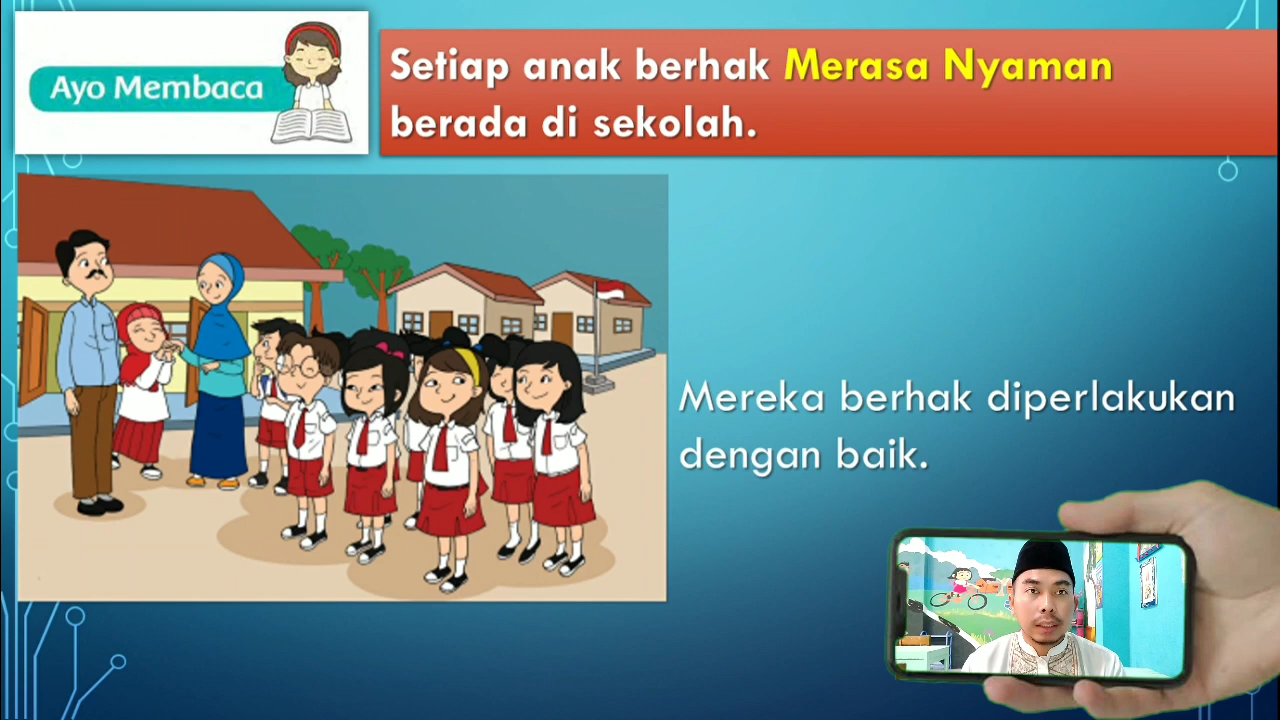 Ayo Membaca
Setiap anak berhak Merasa Nyaman
berada di sekolah.
Mereka berhak diperlakukan
dengan baik.